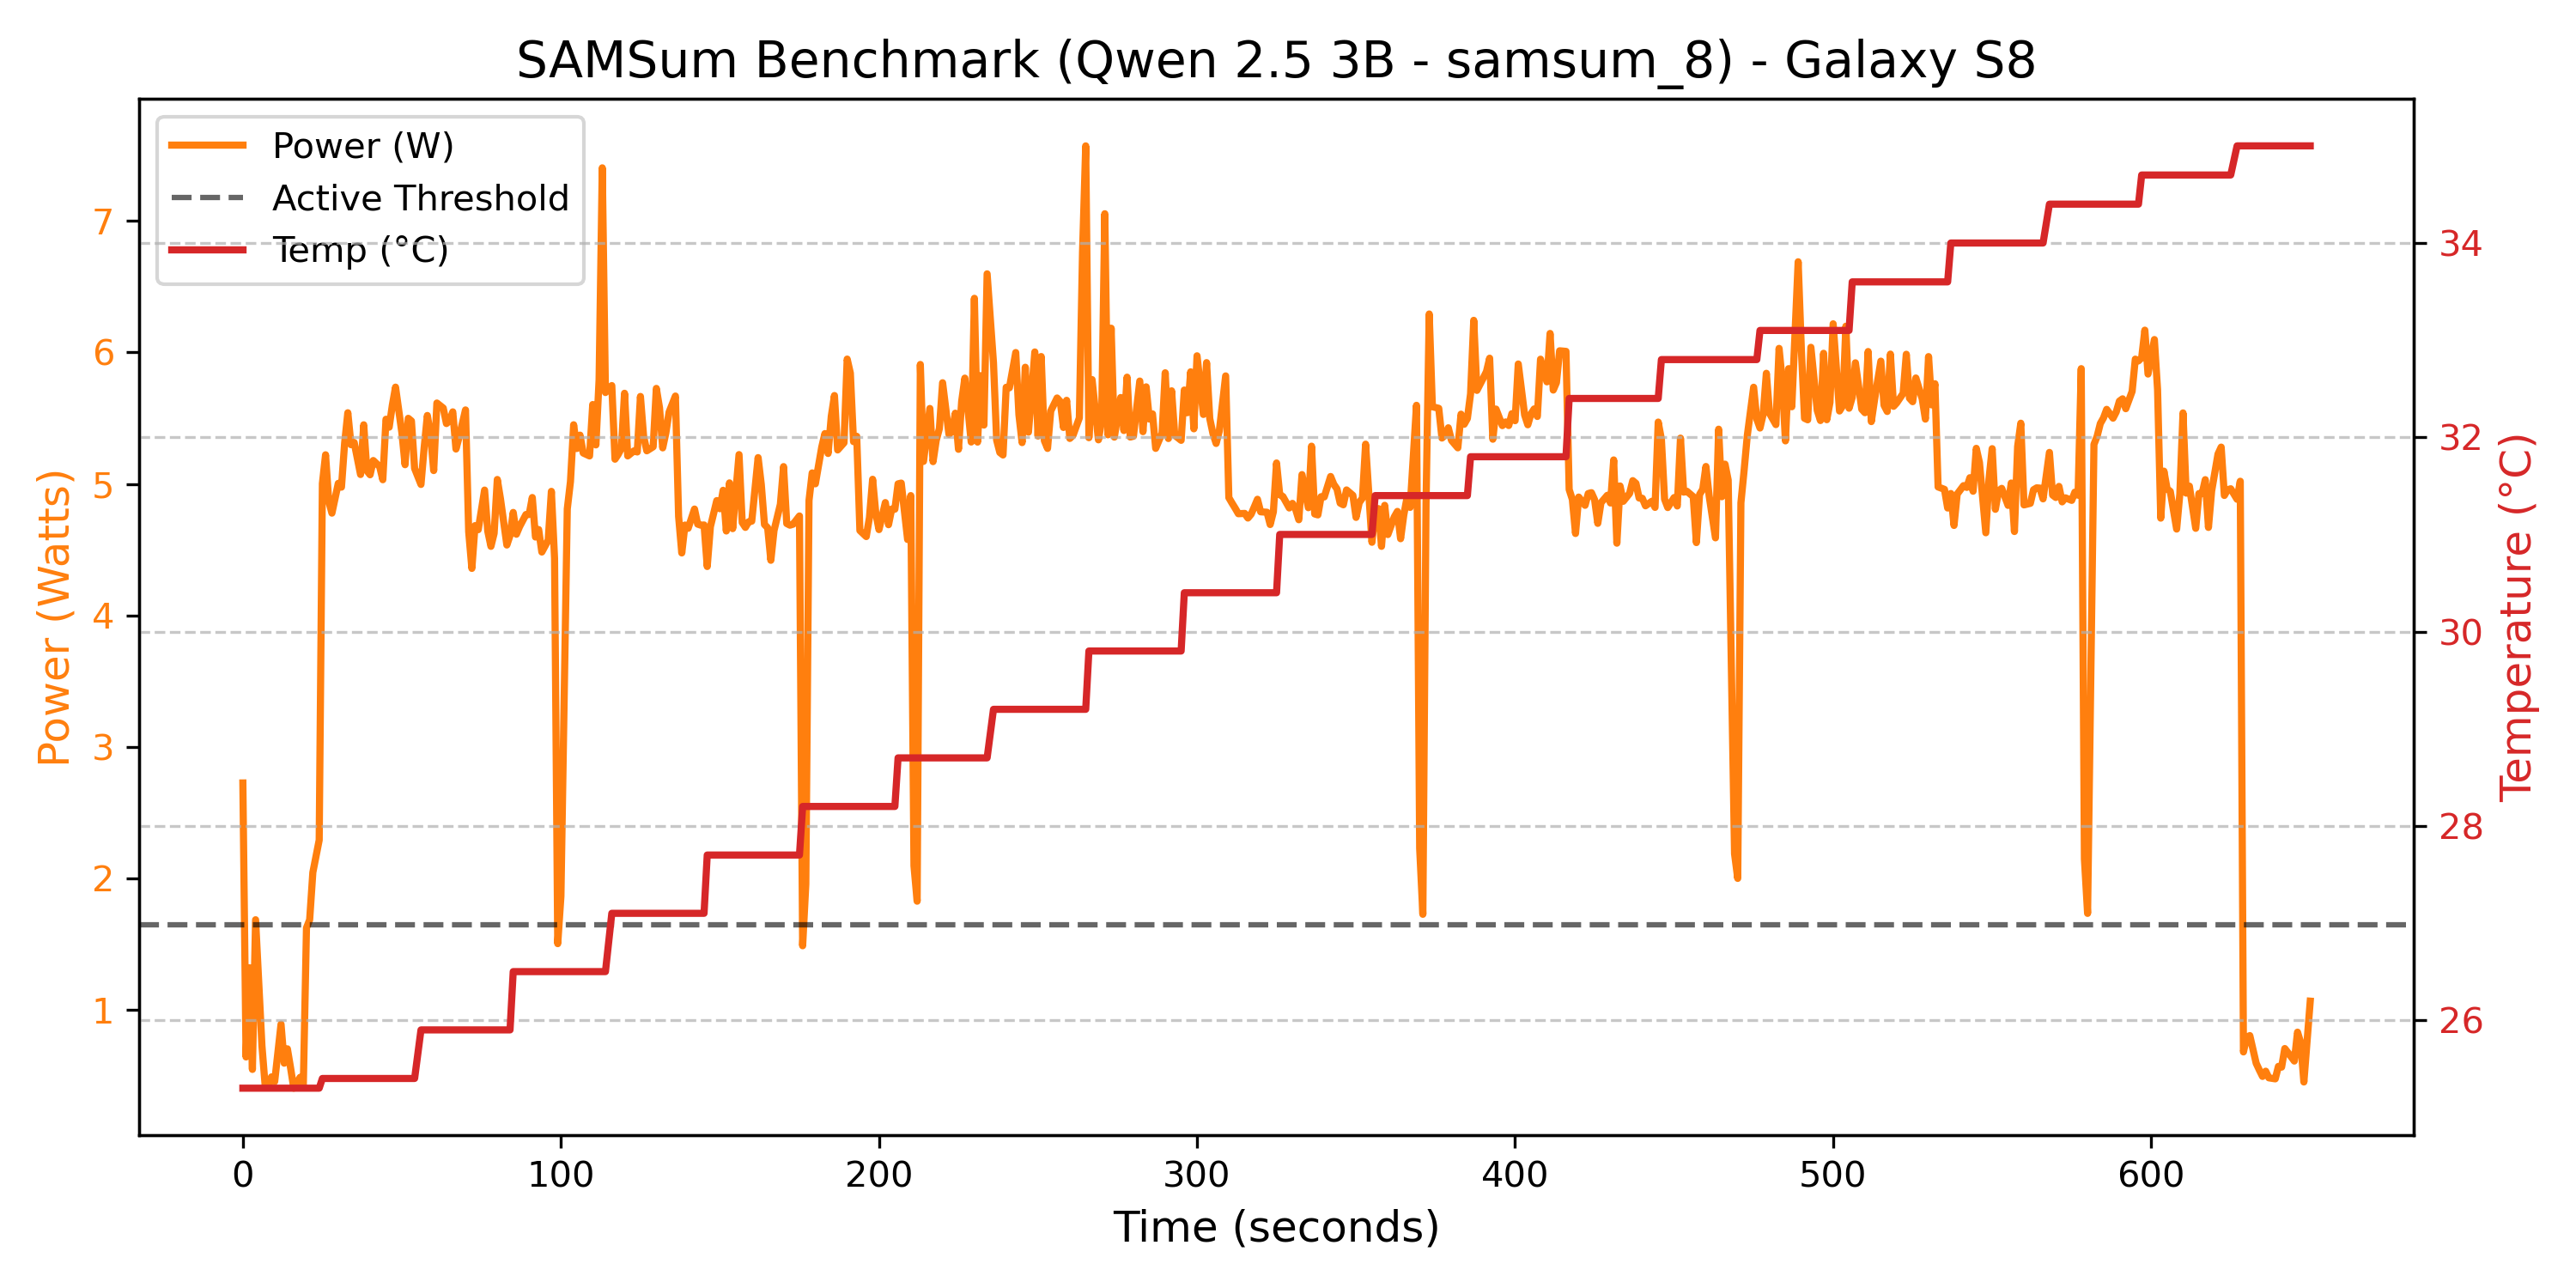 SAMSum Benchmark (Qwen 2.5 3B - samsum_8) - Galaxy S8
Power (W)
Active Threshold
Temp (°C)
Power (Watts)
7
6
5
4
3
2
1
34
32
30
28
26
Temperature (°C)
0 100 200 300 400 500 600
Time (seconds)